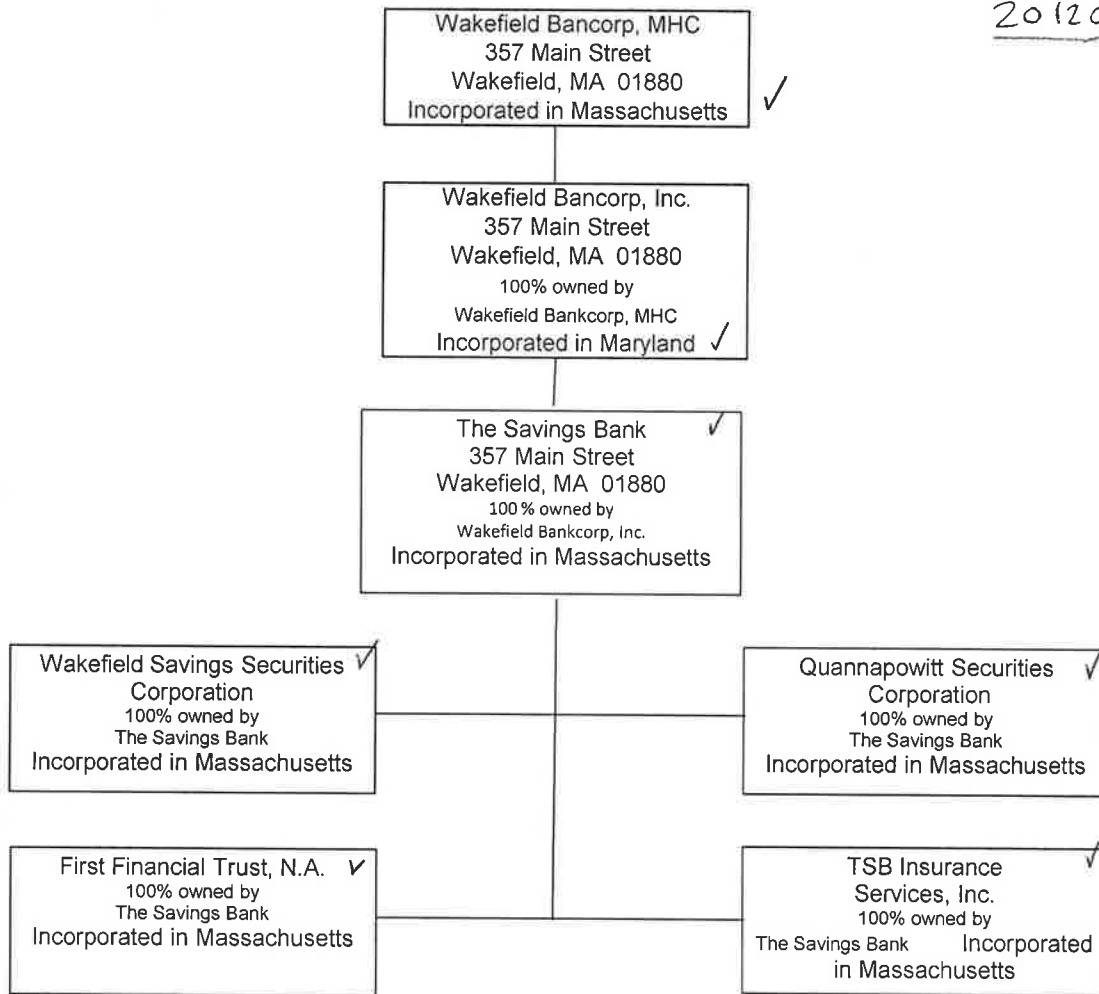 20120
Wakefield Bancorp, MHC
357 Main Street
Wakefield, MA 01880
Incorporated in Massachusetts ✓
Wakefield Bancorp, Inc.
357 Main Street
Wakefield, MA 01880
100% owned by
Wakefield Bankcorp, MHC
Incorporated in Maryland ✓
The Savings Bank ✓
357 Main Street
Wakefield, MA 01880
100% owned by
Wakefield Bankcorp, Inc.
Incorporated in Massachusetts
Wakefield Savings Securities ✓
Corporation
100% owned by
The Savings Bank
Incorporated in Massachusetts
Quannapowitt Securities ✓
Corporation
100% owned by
The Savings Bank
Incorporated in Massachusetts
First Financial Trust, N.A. ✓
100% owned by
The Savings Bank
Incorporated in Massachusetts
TSB Insurance ✓
Services, Inc.
100% owned by
The Savings Bank Incorporated
in Massachusetts